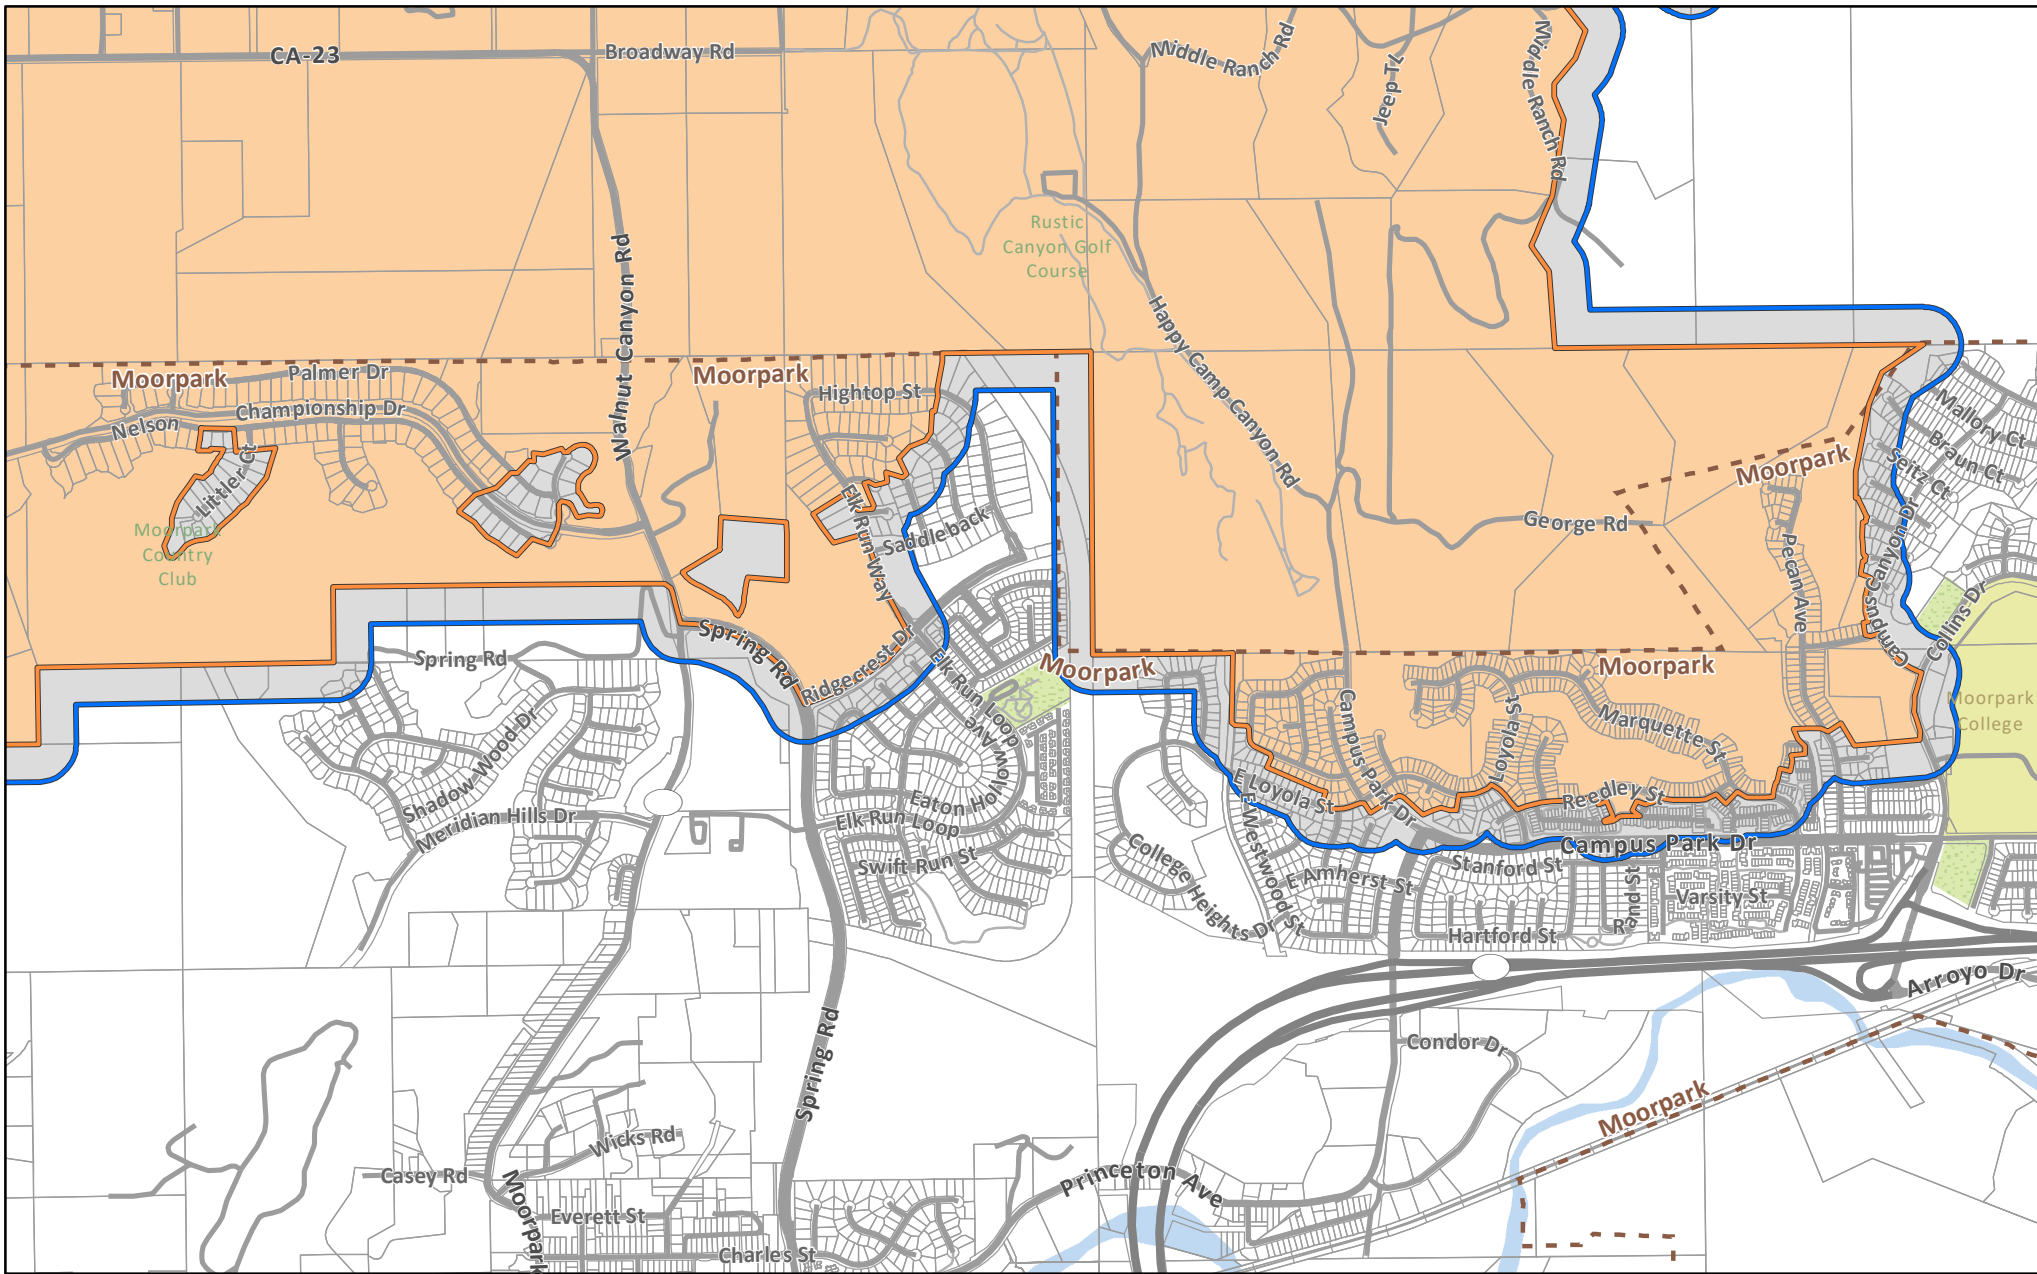 CA-23
Broadway Rd
Middle Ranch Rd
Jeep TL
Middle Ranch Rd
Rustic
Canyon Golf
Course
Walnut Canyon Rd
Happy Camp Canyon Rd
Moorpark
Palmer Dr
Moorpark
Hightop St
Championship Dr
Nelson
Littler Ct
Moorpark
Country
Club
Elk Run Way
Saddleback
George Rd
Moorpark
Mallory Ct
Braun Ct
Seitz Ct
Campus Canyon Dr
Pecan Ave
Collins Dr
Spring Rd
Spring Rd
Ridgecrest Dr
Elk Run Loop
Moorpark
Moorpark
Moorpark
College
Campus Park Dr
Loyola St
Marquette St
Reedley St
Shadow Wood Dr
Meridian Hills Dr
Eaton Hollow Ave
Elk Run Loop
Swift Run St
E Loyola St
E Westwood St
College Heights Dr
E Amherst St
Stanford St
Campus Park Dr
Rand St
Varsity St
Hartford St
Arroyo Dr
Condor Dr
Moorpark
Spring Rd
Wicks Rd
Casey Rd
Moorpark
Everett St
Charles St
Princeton Ave